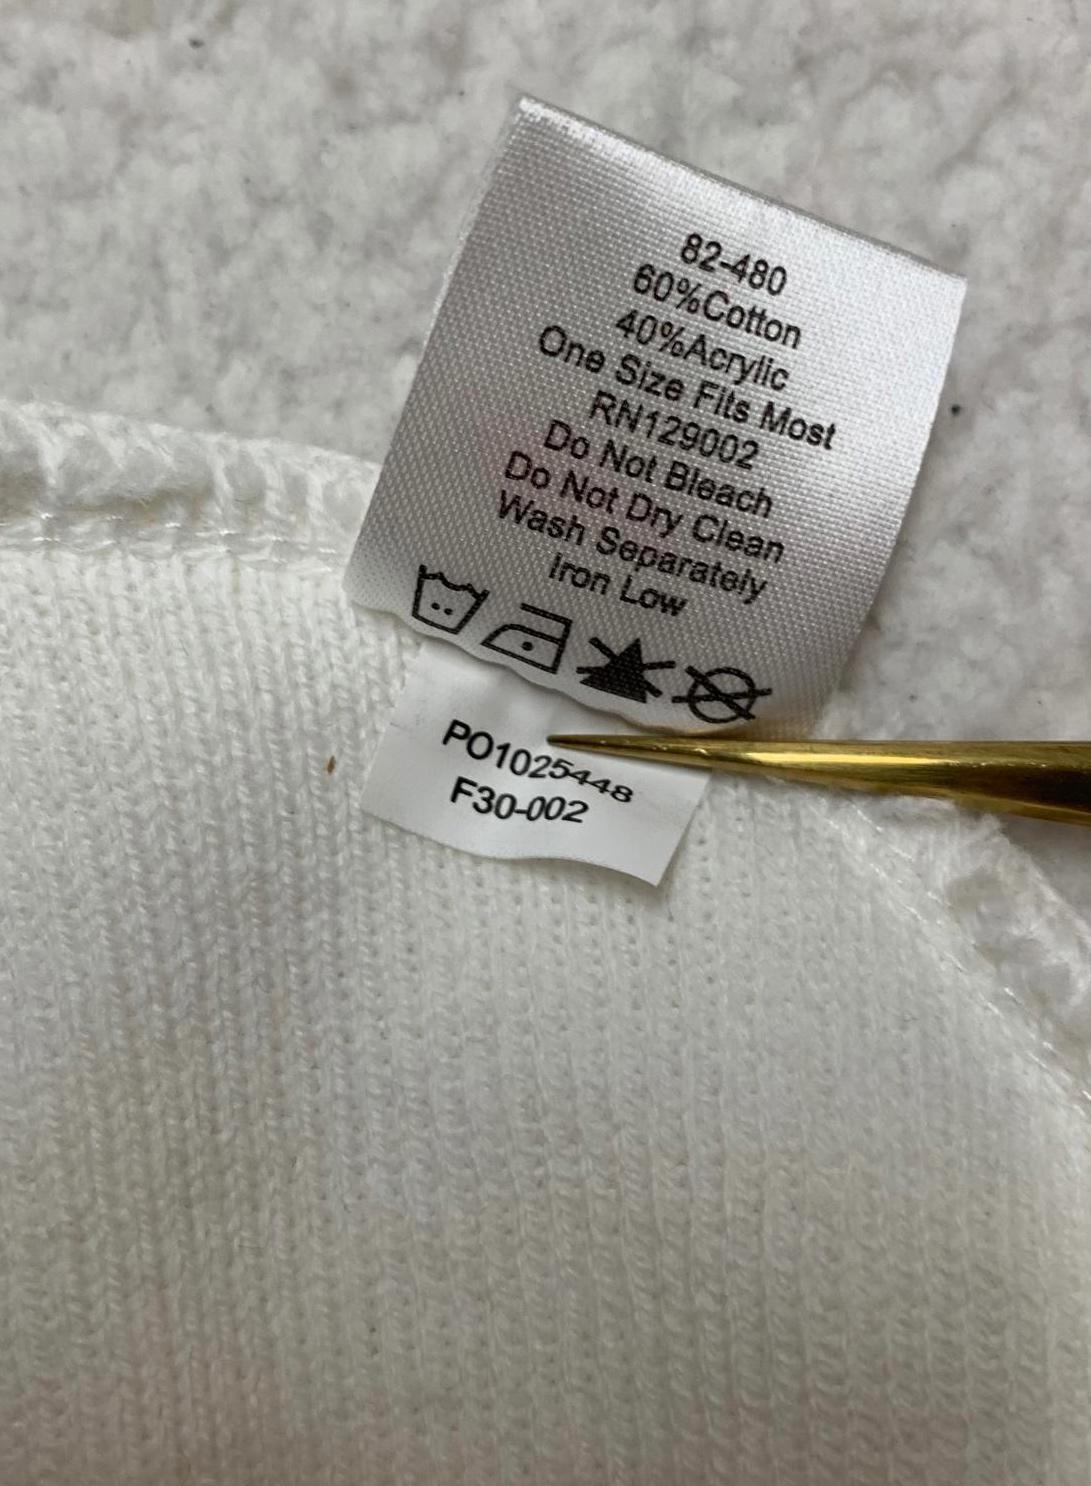 82-480
60%Cotton
40%Acrylic
One Size Fits Most
RN129002
Do Not Bleach
Do Not Dry Clean
Wash Separately
Iron Low
PO1025448
F30-002